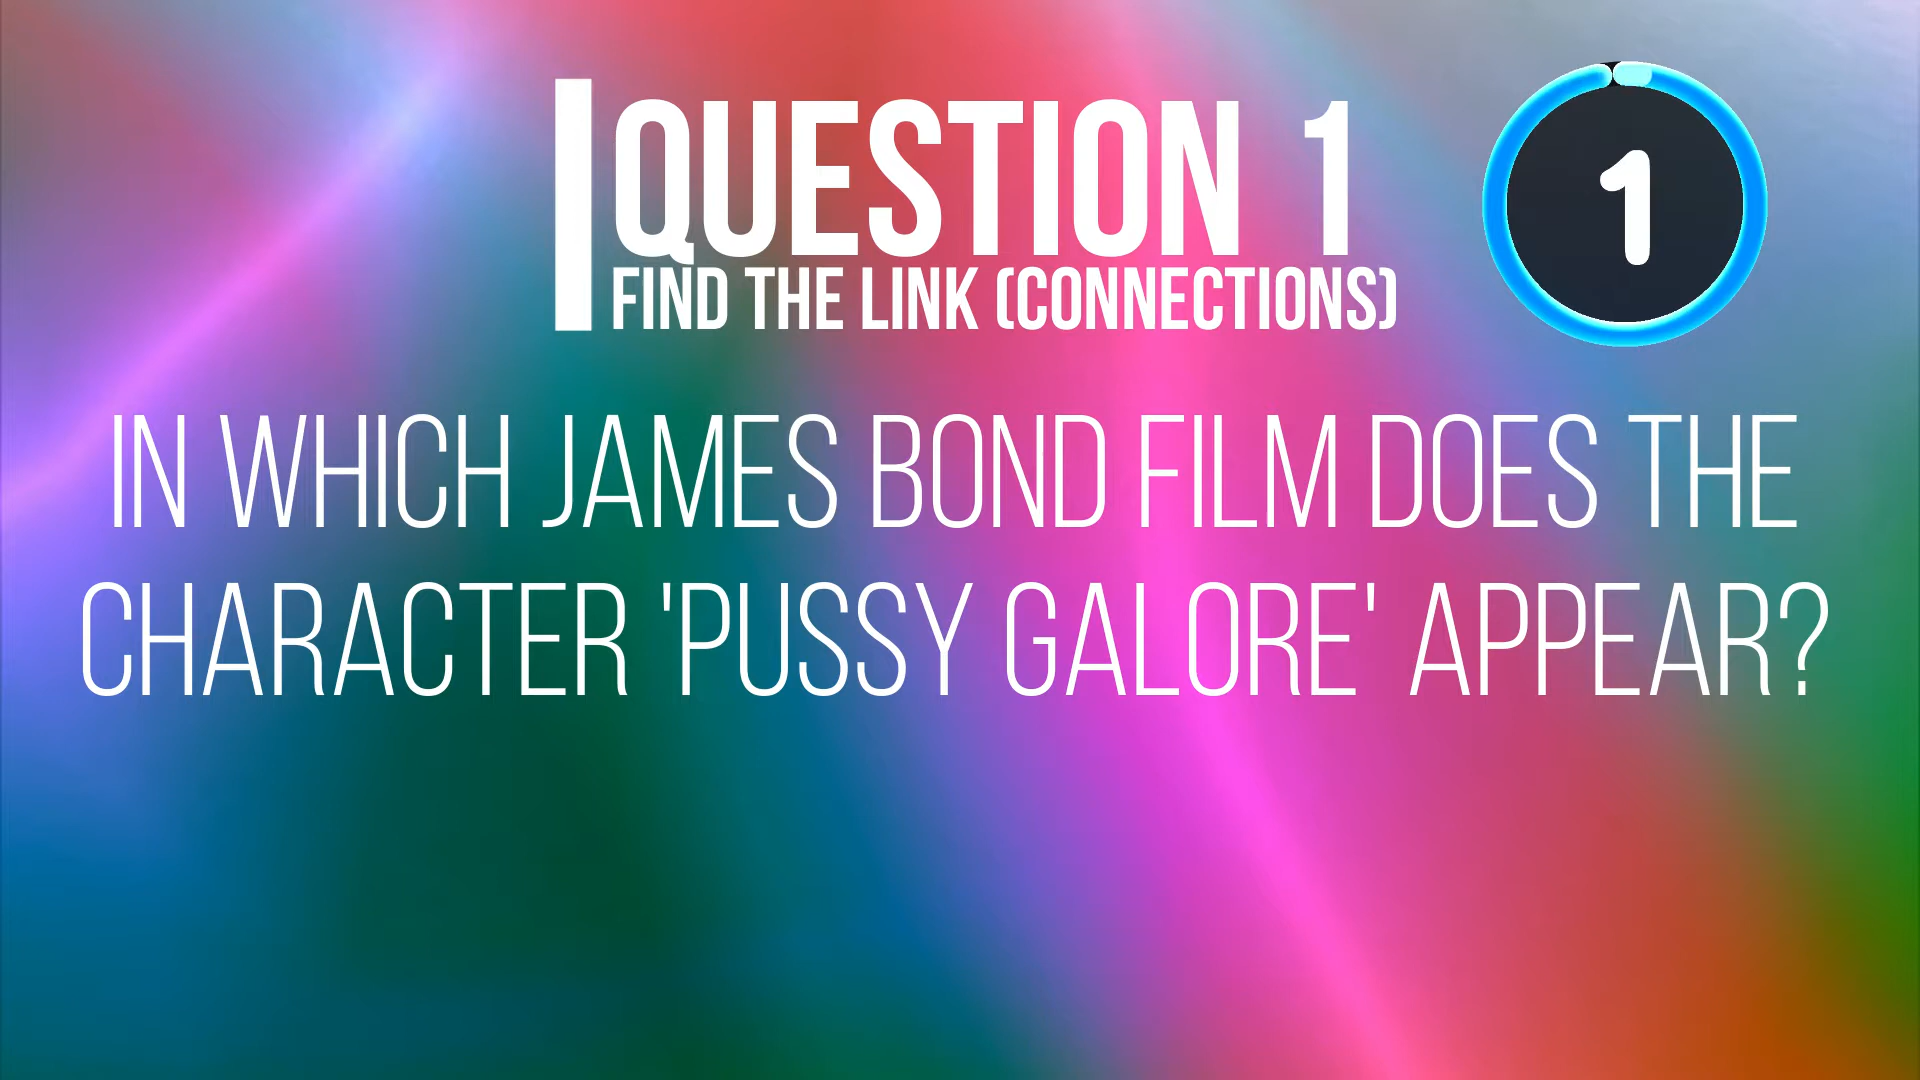 QUESTION 1
FIND THE LINK (CONNECTIONS)
1
IN WHICH JAMES BOND FILM DOES THE
CHARACTER 'PUSSY GALORE' APPEAR?